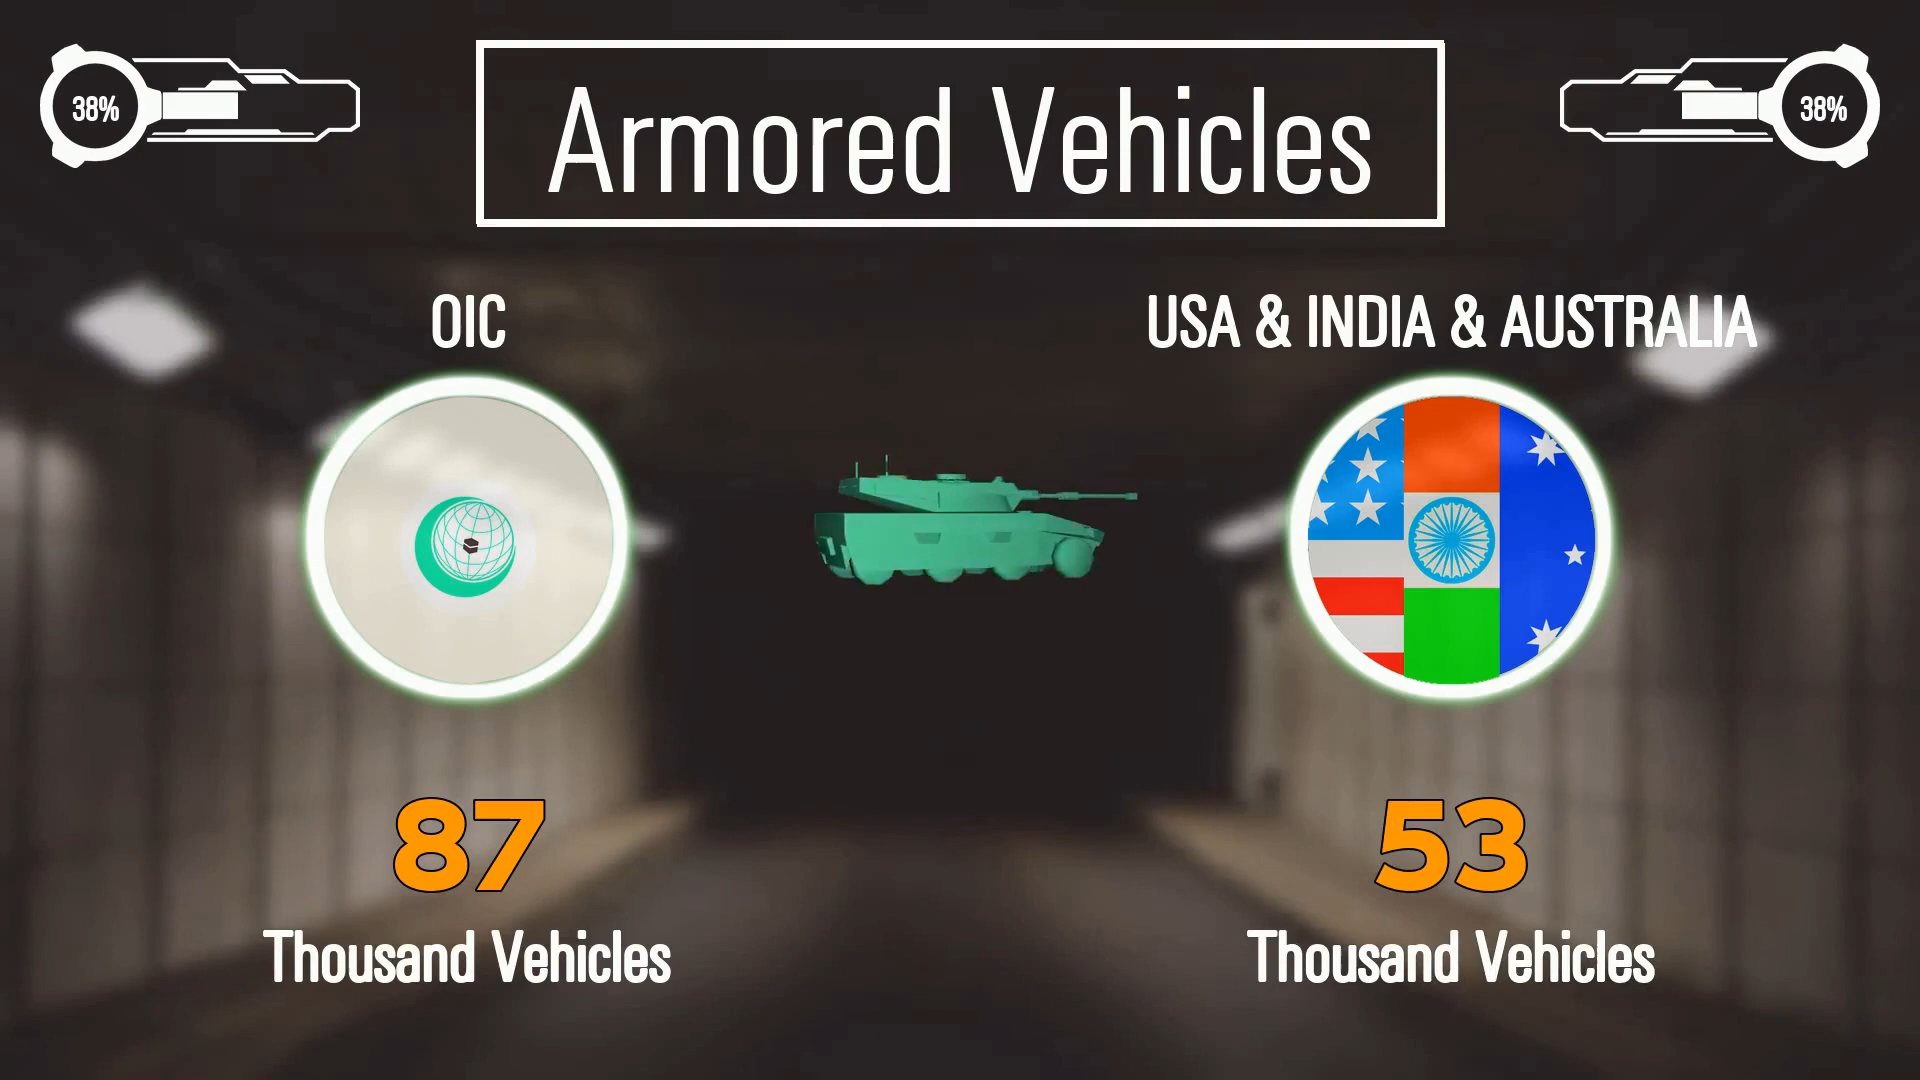 38%
Armored Vehicles
38%
OIC
USA & INDIA & AUSTRALIA
87
53
Thousand Vehicles
Thousand Vehicles